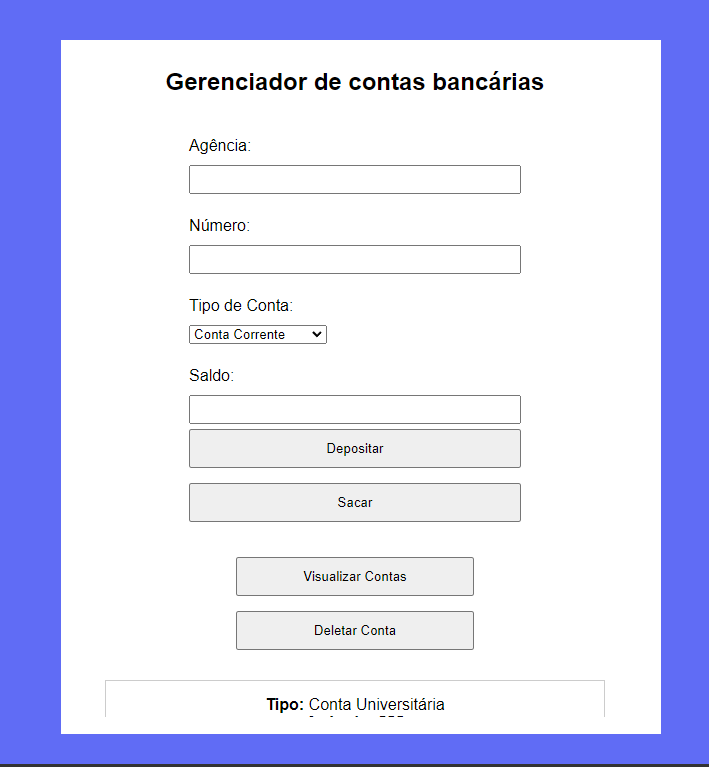 Gerenciador de contas bancárias
Agência:
Número:
Tipo de Conta:
Conta Corrente
Saldo:
Depositar
Sacar
Visualizar Contas
Deletar Conta
Tipo: Conta Universitária